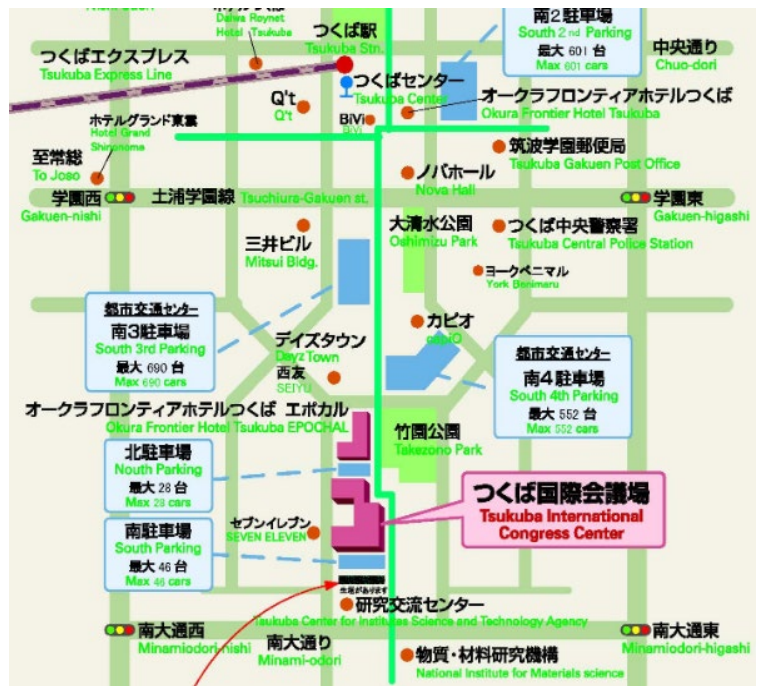 Daiwa Roynet
Hotel Tsukuba
つくば駅
Tsukuba Stn.
南2駐車場
South 2nd Parking
最大 601 台
Max 601 cars
中央通り
Chuo-dori
つくばエクスプレス
Tsukuba Express Line
つくばセンター
Tsukuba Center
Q't
Q't
BiVi
BiVi
オークラフロンティアホテルつくば
Okura Frontier Hotel Tsukuba
ホテルグランド東雲
Hotel Grand
Shinonome
筑波学園郵便局
Tsukuba Gakuen Post Office
至常総
To Joso
ノバホール
Nova Hall
学園西
Gakuen-nishi
土浦学園線 Tsuchiura-Gakuen st.
学園東
Gakuen-higashi
大清水公園
Oshimizu Park
つくば中央警察署
Tsukuba Central Police Station
三井ビル
Mitsui Bldg.
ヨークベニマル
York Benimaru
都市交通センター
南3駐車場
South 3rd Parking
最大 690 台
Max 690 cars
カピオ
capiO
デイズタウン
Dayz Town
西友
SEIYU
都市交通センター
南4駐車場
South 4th Parking
最大 552 台
Max 552 cars
オークラフロンティアホテルつくば エポカル
Okura Frontier Hotel Tsukuba EPOCHAL
竹園公園
Takezono Park
北駐車場
Nouth Parking
最大 28 台
Max 28 cars
つくば国際会議場
Tsukuba International
Congress Center
南駐車場
South Parking
最大 46 台
Max 46 cars
セブンイレブン
SEVEN ELEVEN
研究交流センター
Tsukuba Center for Institutes Science and Technology Agency
南大通西
Minamiodori-nishi
南大通り
Minami-odori
南大通東
Minamiodori-higashi
物質・材料研究機構
National Institute for Materials science